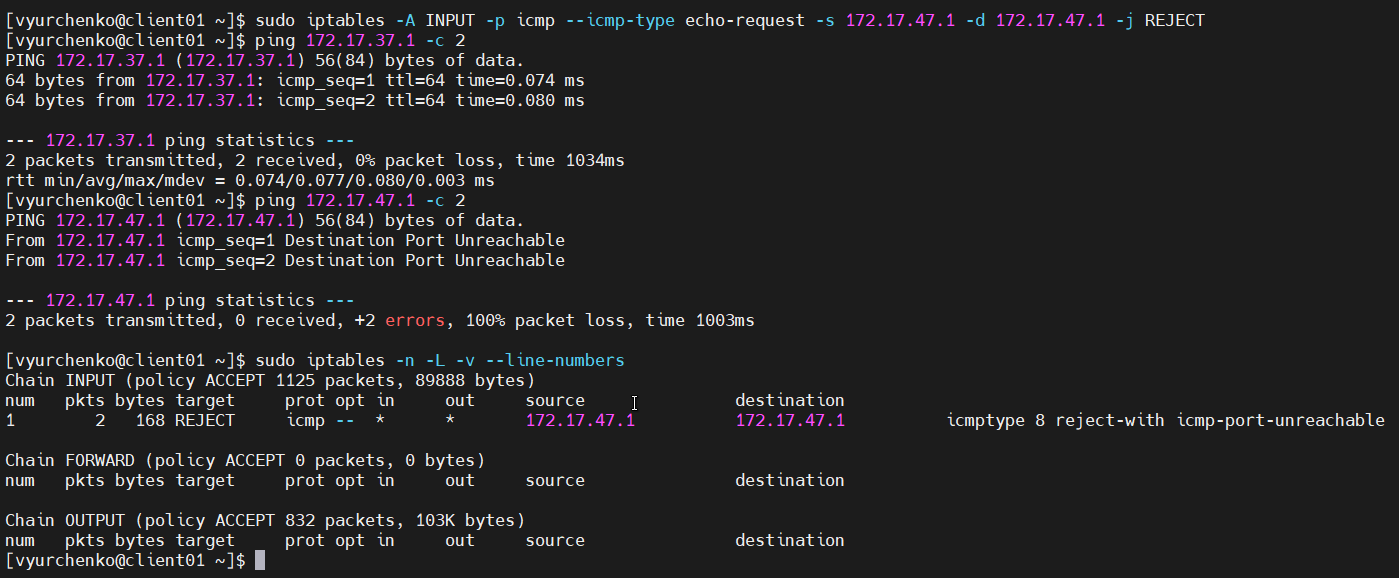 [vyurchenko@client01 ~]$ sudo iptables -A INPUT -p icmp --icmp-type echo-request -s 172.17.47.1 -d 172.17.47.1 -j REJECT
[vyurchenko@client01 ~]$ ping 172.17.37.1 -c 2
PING 172.17.37.1 (172.17.37.1) 56(84) bytes of data.
64 bytes from 172.17.37.1: icmp_seq=1 ttl=64 time=0.074 ms
64 bytes from 172.17.37.1: icmp_seq=2 ttl=64 time=0.080 ms

--- 172.17.37.1 ping statistics ---
2 packets transmitted, 2 received, 0% packet loss, time 1034ms
rtt min/avg/max/mdev = 0.074/0.077/0.080/0.003 ms
[vyurchenko@client01 ~]$ ping 172.17.47.1 -c 2
PING 172.17.47.1 (172.17.47.1) 56(84) bytes of data.
From 172.17.47.1 icmp_seq=1 Destination Port Unreachable
From 172.17.47.1 icmp_seq=2 Destination Port Unreachable

--- 172.17.47.1 ping statistics ---
2 packets transmitted, 0 received, +2 errors, 100% packet loss, time 1003ms

[vyurchenko@client01 ~]$ sudo iptables -n -L -v --line-numbers
Chain INPUT (policy ACCEPT 1125 packets, 89888 bytes)
num   pkts bytes target     prot opt in     out     source               destination
1        2   168 REJECT     icmp --  *      *       172.17.47.1          172.17.47.1          icmptype 8 reject-with icmp-port-unreachable

Chain FORWARD (policy ACCEPT 0 packets, 0 bytes)
num   pkts bytes target     prot opt in     out     source               destination

Chain OUTPUT (policy ACCEPT 832 packets, 103K bytes)
num   pkts bytes target     prot opt in     out     source               destination
[vyurchenko@client01 ~]$